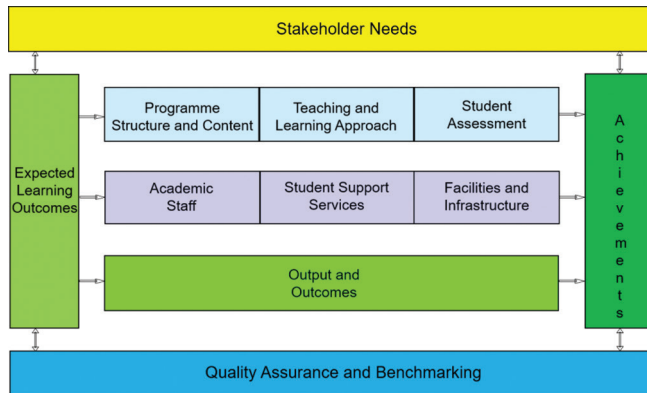 Stakeholder Needs
Programme
Structure and Content
Teaching and
Learning Approach
Student
Assessment
Expected
Learning
Outcomes
Academic
Staff
Student Support
Services
Facilities and
Infrastructure
Output and
Outcomes
Achievements
Quality Assurance and Benchmarking